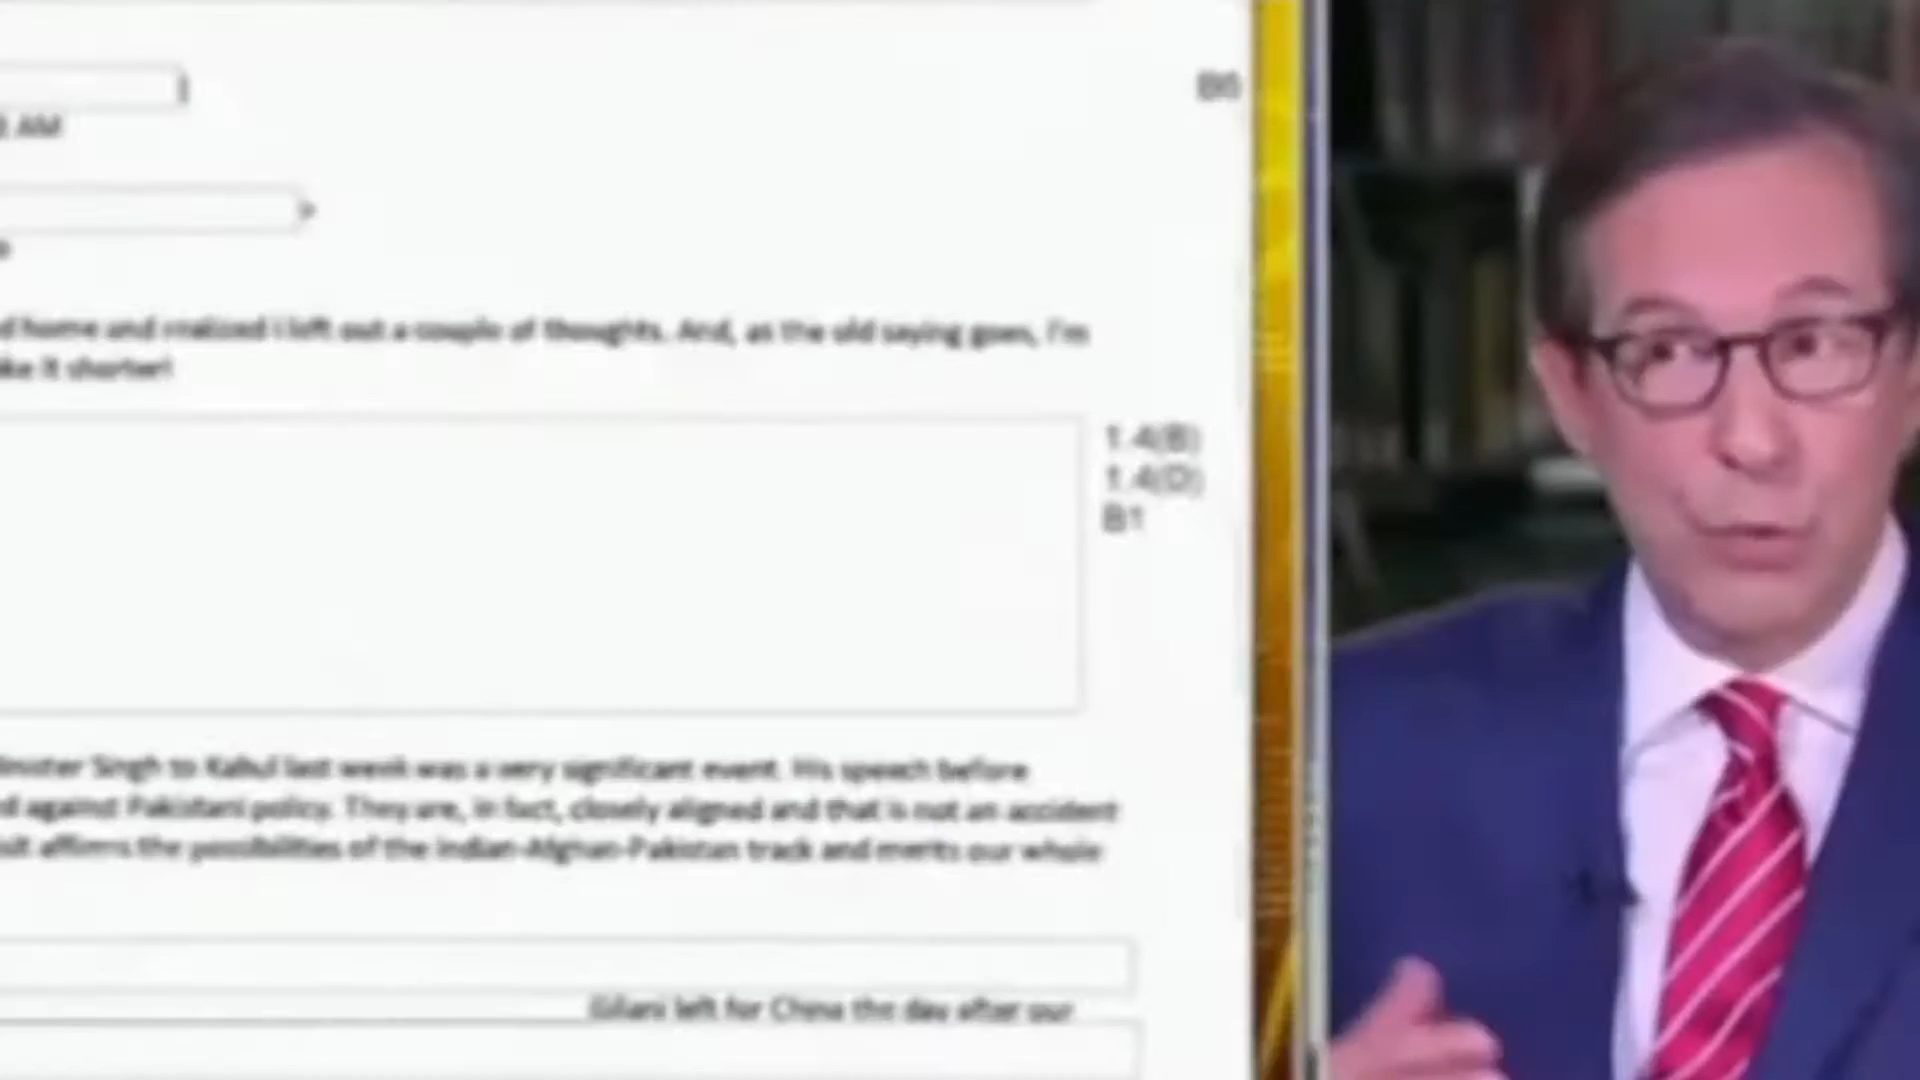 B6
AM
>
d home and realized I left out a couple of thoughts. And, as the old saying goes, I'm
ke it shorter!
1.4(B)
1.4(D)
B1
inister Singh to Kabul last week was a very significant event. His speech before
d against Pakistani policy. They are, in fact, closely aligned and that is not an accident
sit affirms the possibilities of the Indian-Afghan-Pakistan track and merits our whole
Gilani left for China the day after our